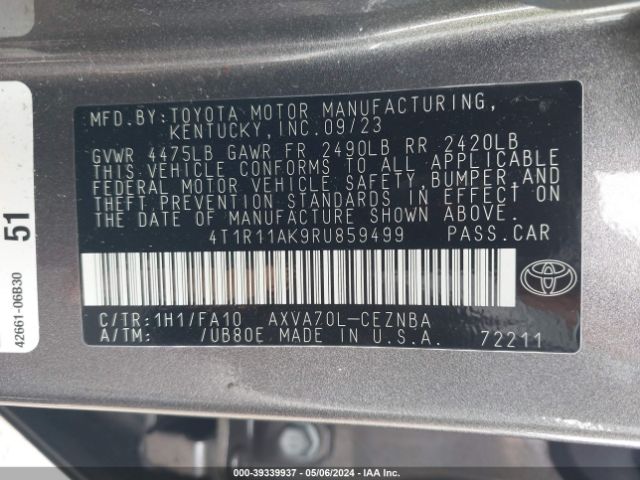 MFD.BY:TOYOTA MOTOR MANUFACTURING,
KENTUCKY,INC.09/23
GVWR 4475LB GAWR FR 2490LB RR 2420LB
THIS VEHICLE CONFORMS TO ALL APPLICABLE
FEDERAL MOTOR VEHICLE SAFETY,BUMPER,AND
THEFT PREVENTION STANDARDS IN EFFECT ON
THE DATE OF MANUFACTURE SHOWN ABOVE.
4T1R11AK9RU859499 PASS.CAR
C/TR:1H1/FA10 AXVA70L-CEZNBA
A/TM: /UB80E MADE IN U.S.A. 72211
51
42661-06B30
000-39339937 - 05/06/2024 - IAA Inc.